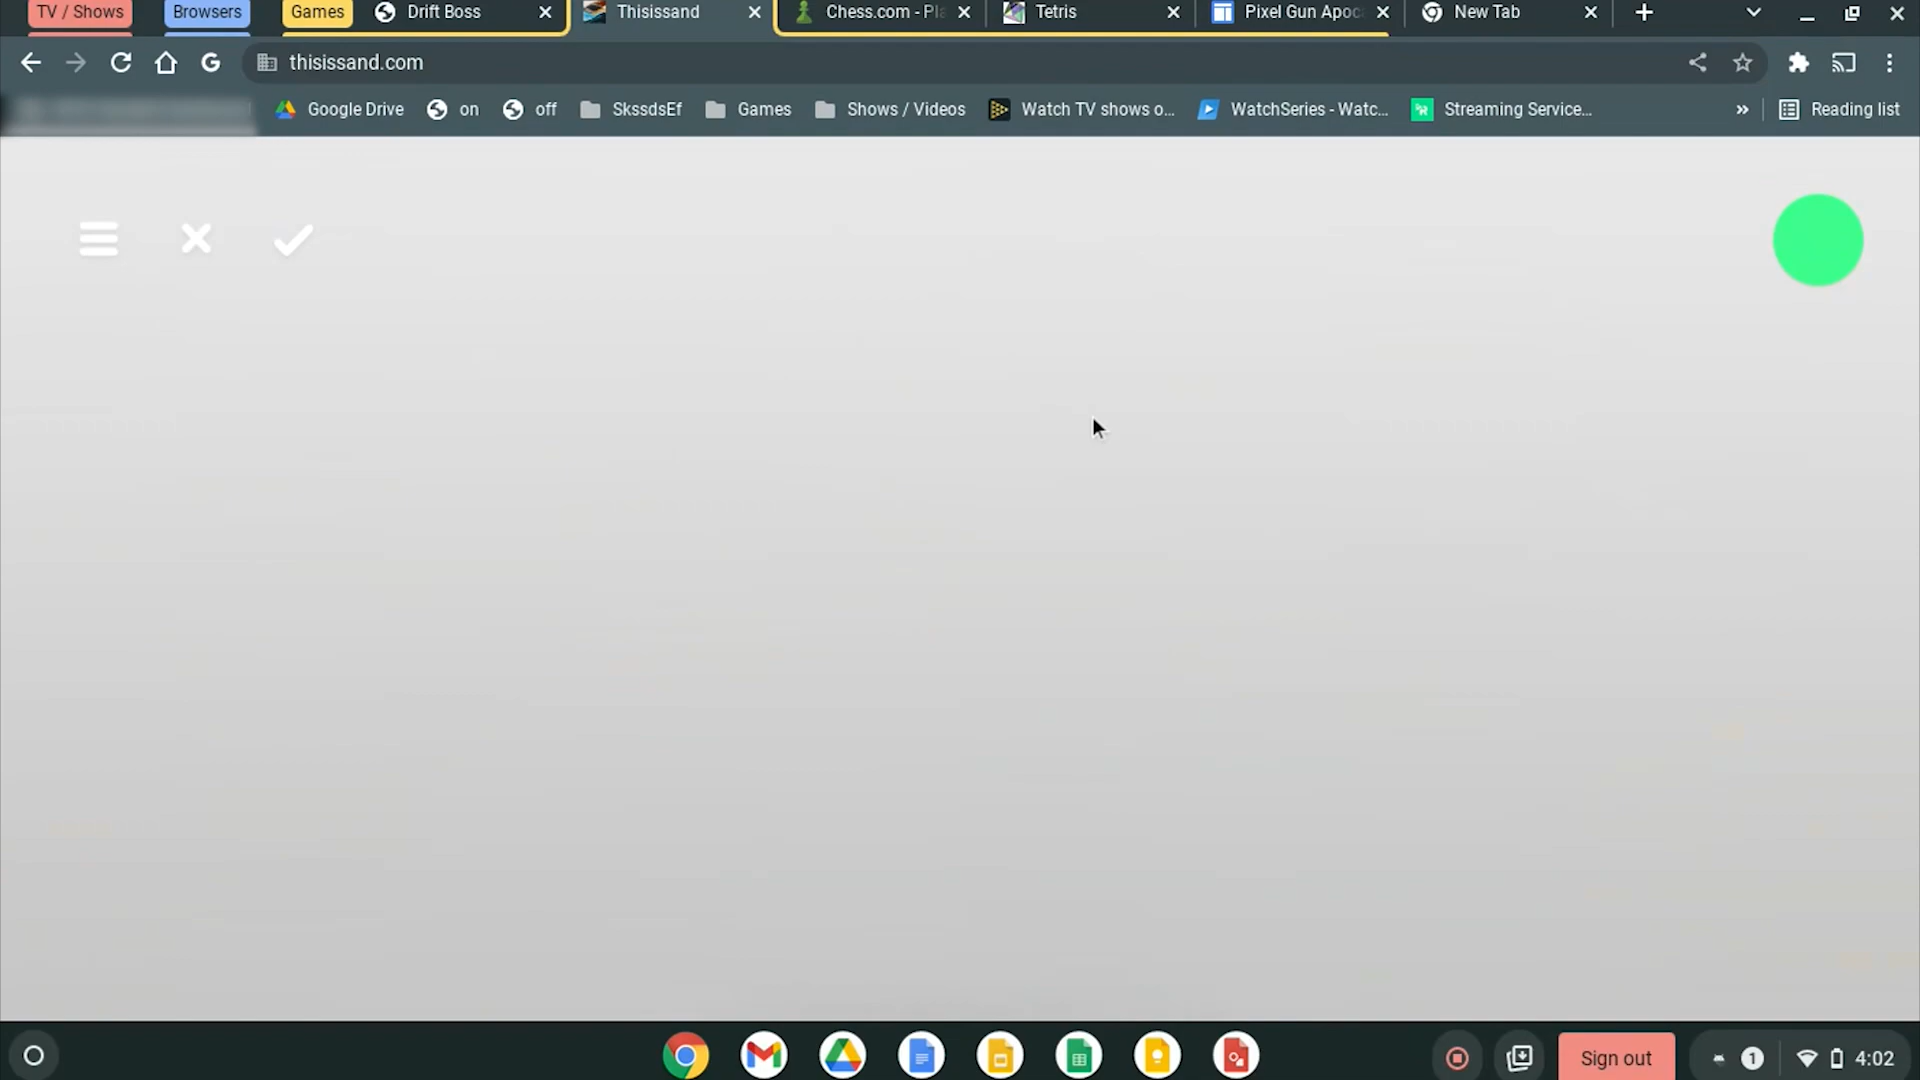 TV / Shows Browsers Games Drift Boss Thisissand Chess.com - Pla Tetris Pixel Gun Apoc New Tab
thisissand.com
Google Drive on off SkssdsEf Games Shows / Videos Watch TV shows o... WatchSeries - Watc... Streaming Service... » Reading list
Sign out 1 4:02